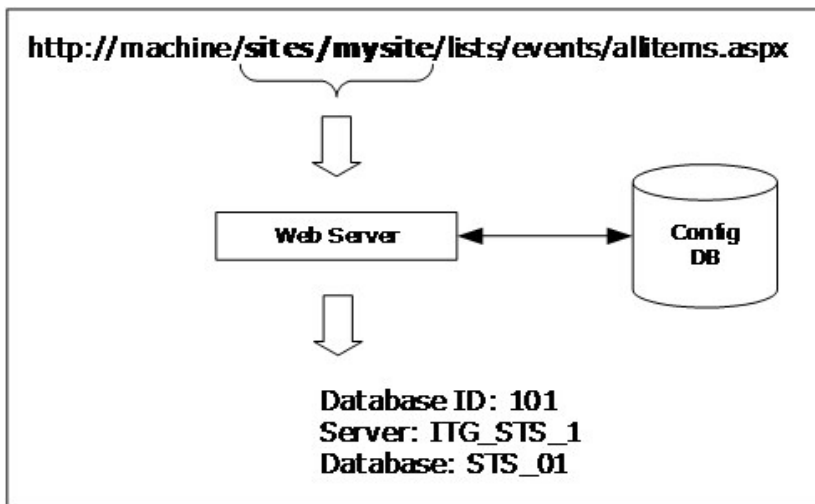 http://machine/sites/mysite/lists/events/allitems.aspx
Web Server
Config
DB
Database ID: 101
Server: ITG_STS_1
Database: STS_01